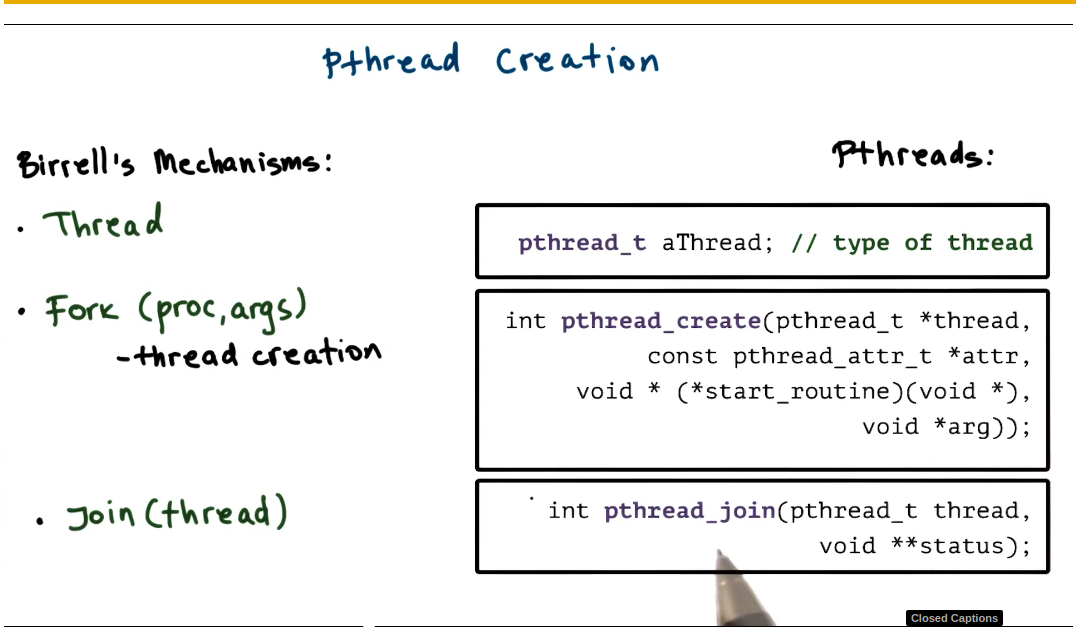 Pthread Creation
Birrell's Mechanisms:
Pthreads:
• Thread
pthread_t aThread; // type of thread
• Fork (proc, args)
-thread creation
int pthread_create(pthread_t *thread,
const pthread_attr_t *attr,
void * (*start_routine)(void *),
void *arg));
• Join (thread)
int pthread_join(pthread_t thread,
void **status);
Closed Captions